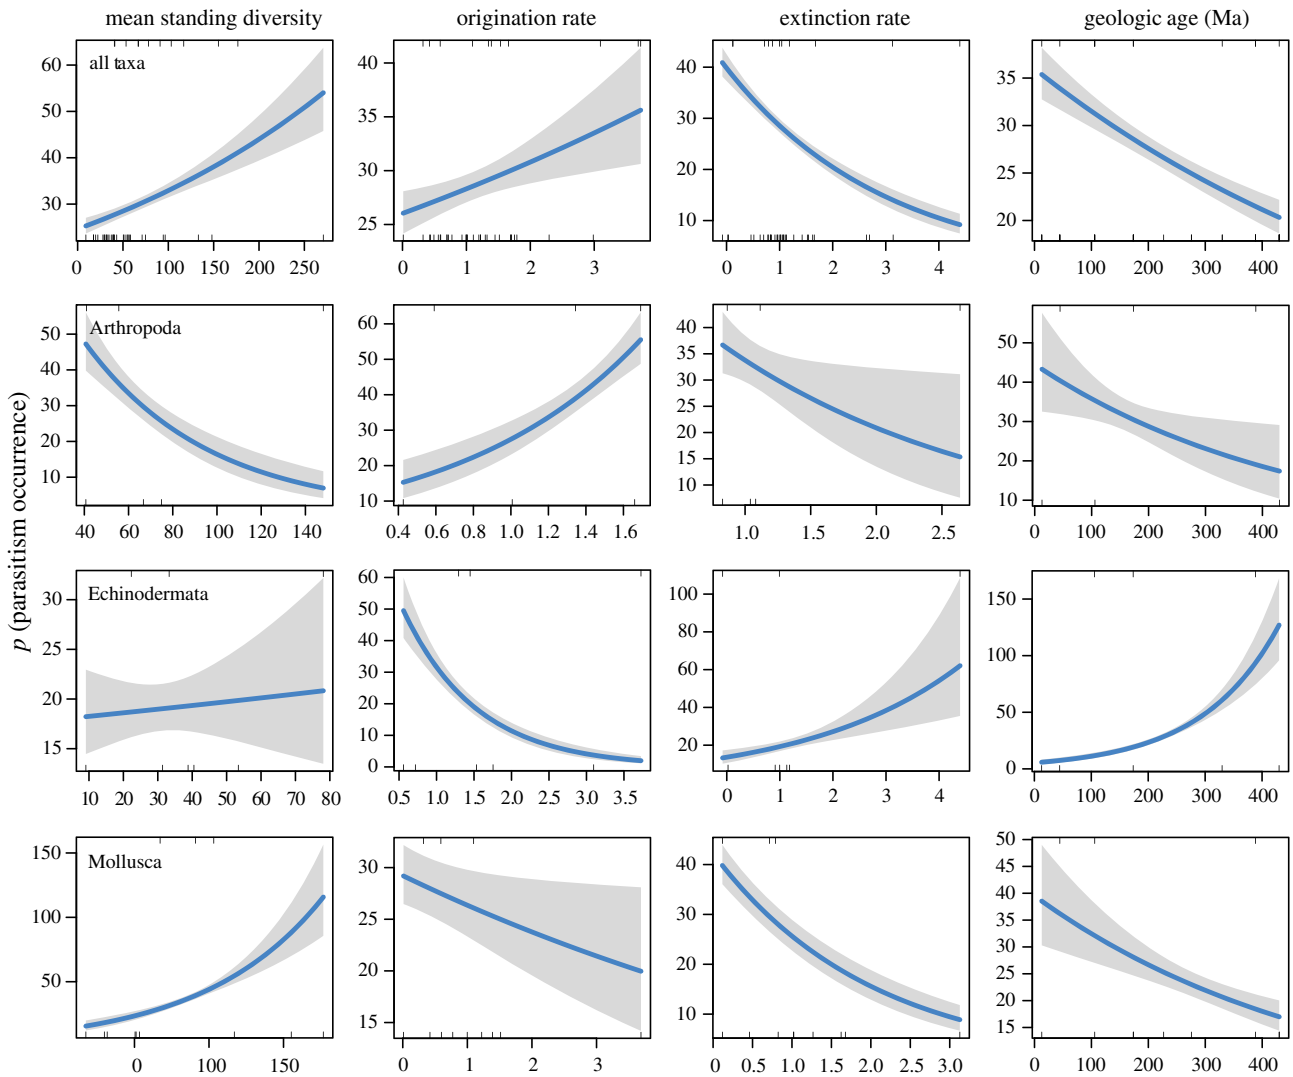 mean standing diversity origination rate extinction rate geologic age (Ma)
p (parasitism occurrence)
all taxa
60 50 40 30
0 50 100 150 200 250
40 35 30 25
0 1 2 3
40 30 20 10
0 1 2 3 4
35 30 25 20
0 100 200 300 400
Arthropoda
50 40 30 20 10
40 60 80 100 120 140
60 50 40 30 20 10
0.4 0.6 0.8 1.0 1.2 1.4 1.6
40 35 30 25 20 15 10
1.0 1.5 2.0 2.5
50 40 30 20 10
0 100 200 300 400
Echinodermata
30 25 20 15
10 20 30 40 50 60 70 80
60 50 40 30 20 10 0
0.5 1.0 1.5 2.0 2.5 3.0 3.5
100 80 60 40 20
0 1 2 3 4
150 100 50 0
0 100 200 300 400
Mollusca
150 100 50
0 100 150
30 25 20 15
0 1 2 3
40 30 20 10
0 0.5 1.0 1.5 2.0 2.5 3.0
50 45 40 35 30 25 20 15
0 100 200 300 400